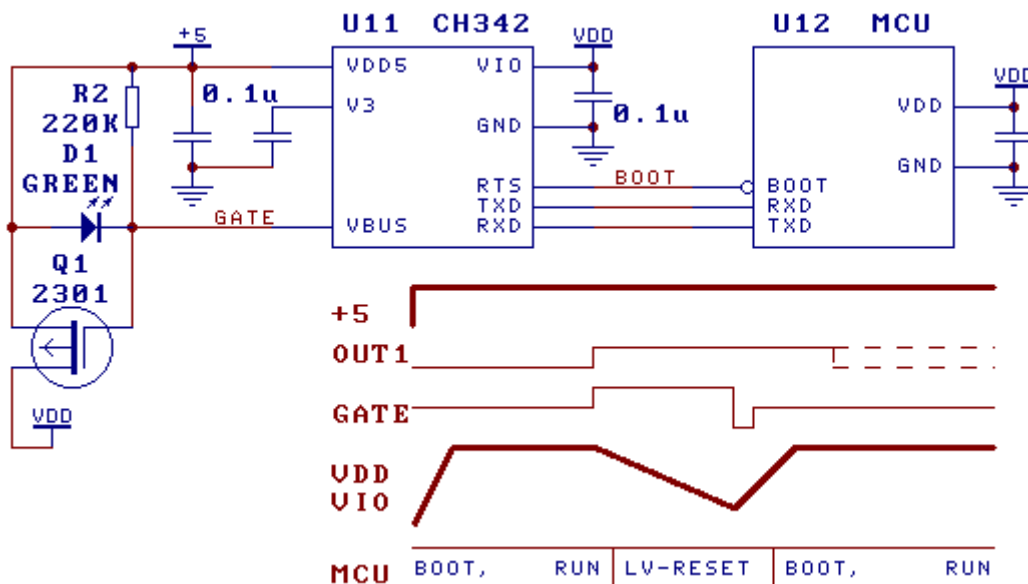 U11 CH342
U12 MCU
+5
VDD
VDD5
VIO
VDD
R2
0.1u
V3
VDD
220K
GND
0.1u
D1
GND
GREEN
RTS
BOOT
BOOT
TXD
RXD
GATE
VBUS
RXD
TXD
Q1
2301
+5
OUT1
VDD
GATE
VDD
VIO
MCU
BOOT, RUN
LV-RESET
BOOT, RUN